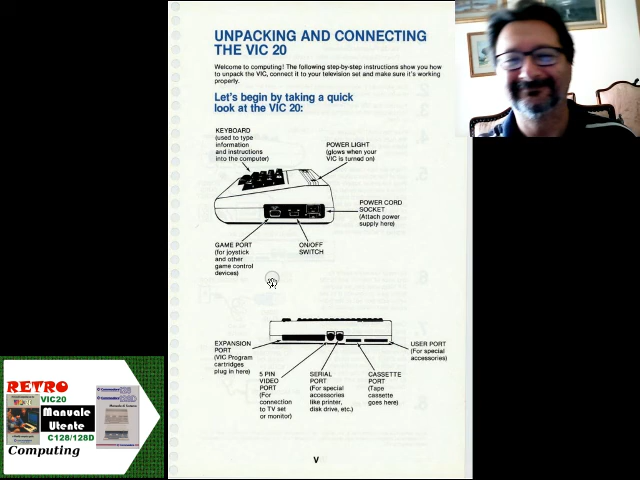 UNPACKING AND CONNECTING
THE VIC 20
Welcome to computing! The following step-by-step instructions show you how
to unpack the VIC, connect it to your television set and make sure it's working
properly.
Let's begin by taking a quick
look at the VIC 20:
KEYBOARD
(used to type
information
and instructions
into the computer)
POWER LIGHT
(glows when your
VIC is turned on)
POWER CORD
SOCKET
(Attach power
supply here)
GAME PORT
(for joystick
and other
game control
devices)
ON/OFF
SWITCH
EXPANSION
PORT
(VIC Program
cartridges
plug in here)
5 PIN
VIDEO
PORT
(For
connection
to TV set
or monitor)
SERIAL
PORT
(For special
accessories
like printer,
disk drive, etc.)
CASSETTE
PORT
(Tape
cassette
goes here)
USER PORT
(For special
accessories)
V
RETRO
VIC20
Manuale
Utente
C128/128D
Computing